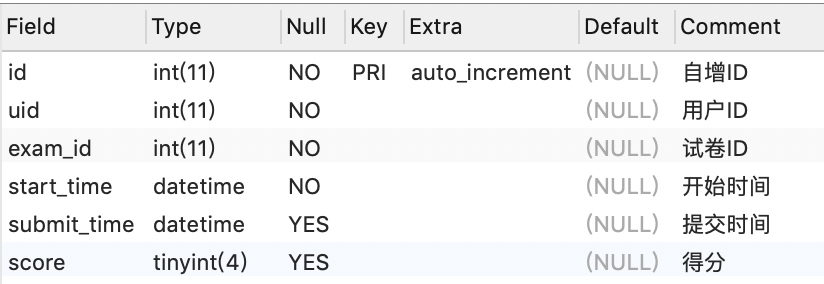 Field Type Null Key Extra Default Comment
id int(11) NO PRI auto_increment (NULL) 自增ID
uid int(11) NO (NULL) 用户ID
exam_id int(11) NO (NULL) 试卷ID
start_time datetime NO (NULL) 开始时间
submit_time datetime YES (NULL) 提交时间
score tinyint(4) YES (NULL) 得分